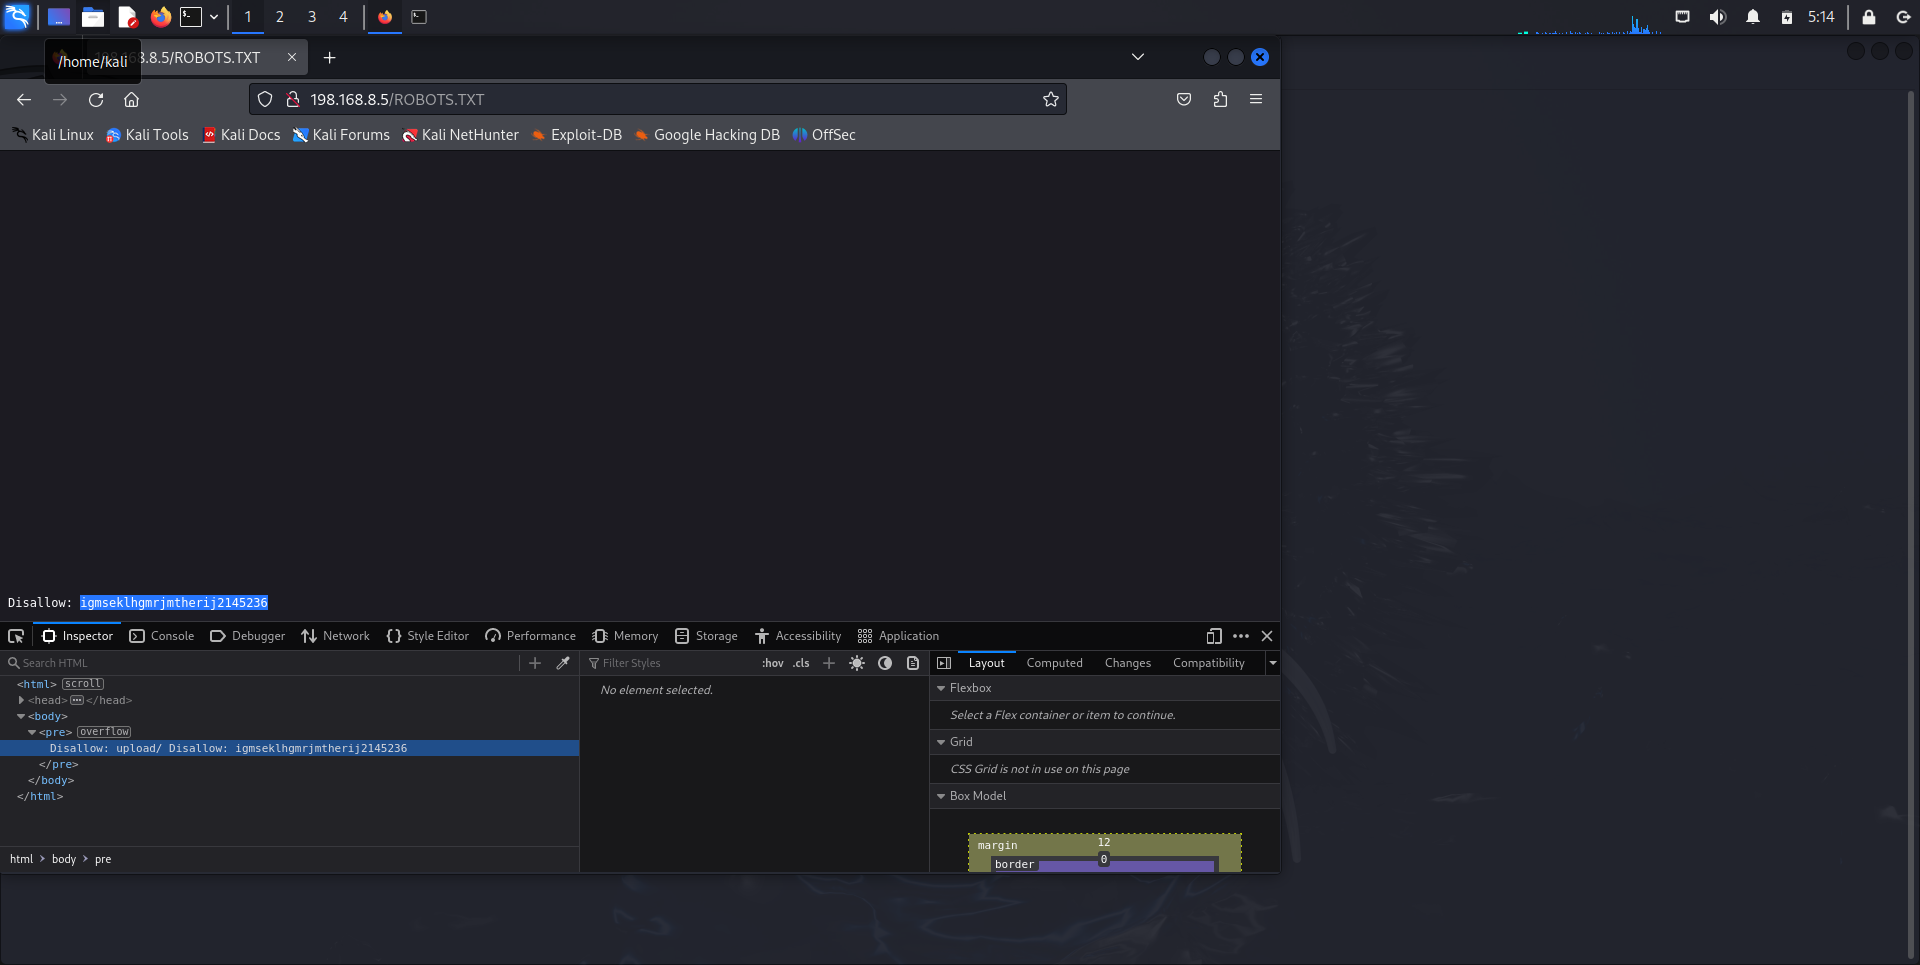 1 2 3 4 5:14
8.5/ROBOTS.TXT
/home/kali
198.168.8.5/ROBOTS.TXT
Kali Linux Kali Tools Kali Docs Kali Forums Kali NetHunter Exploit-DB Google Hacking DB OffSec
Disallow: igmseklhgmrjmtherij2145236
Inspector Console Debugger Network Style Editor Performance Memory Storage Accessibility Application
Search HTML Filter Styles :hov .cls Layout Computed Changes Compatibility
<html> scroll
<head> </head>
<body>
<pre> overflow
Disallow: upload/ Disallow: igmseklhgmrjmtherij2145236
</pre>
</body>
</html>
html > body > pre
No element selected.
Flexbox
Select a Flex container or item to continue.
Grid
CSS Grid is not in use on this page
Box Model
margin 12
border 0